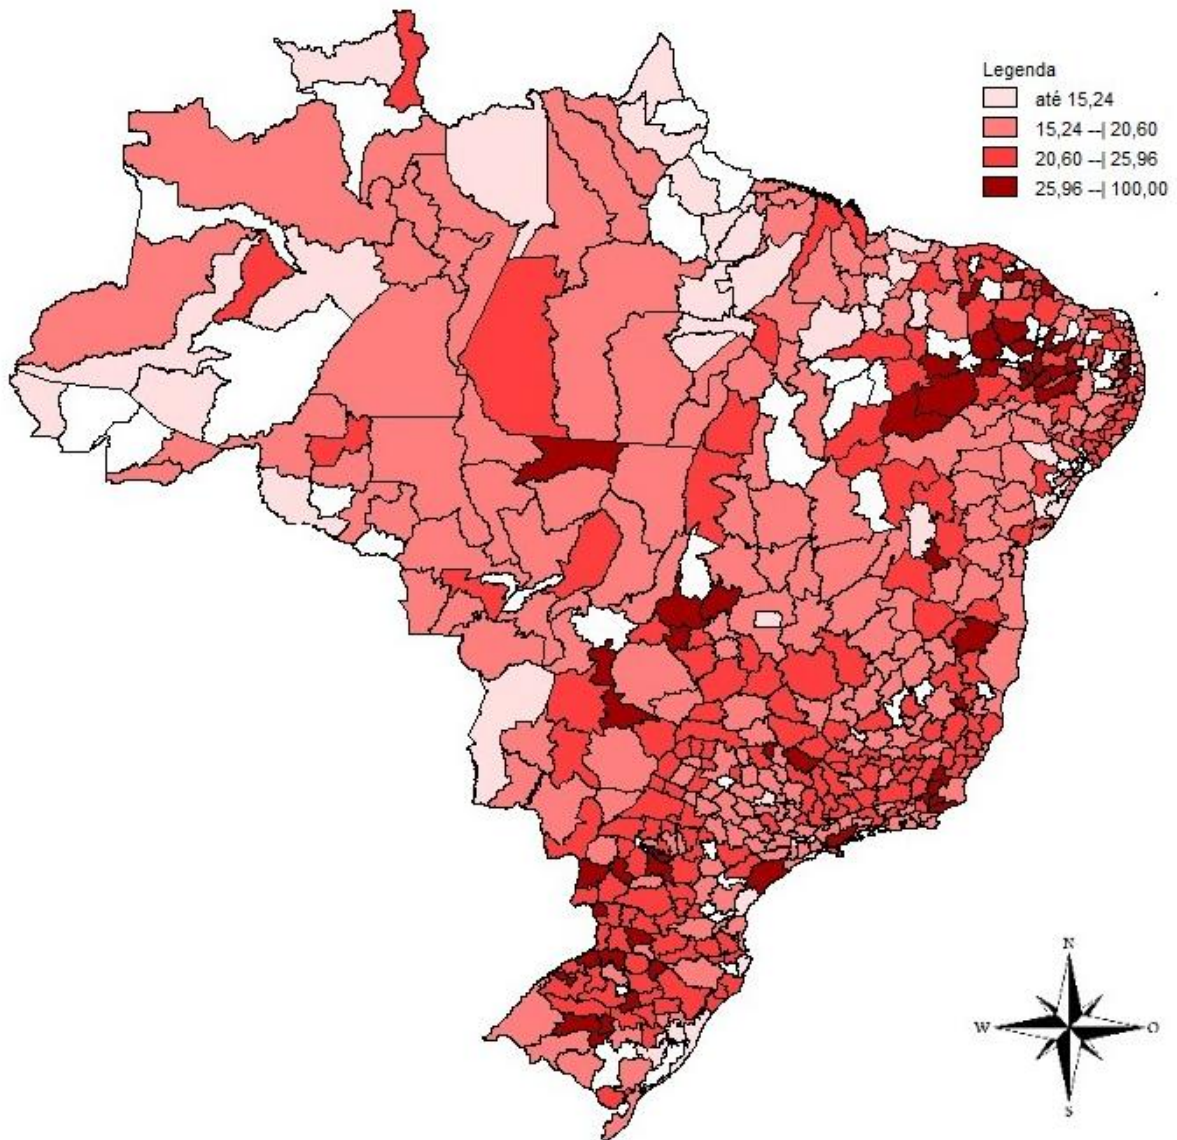 Legenda
até 15,24
15,24 --| 20,60
20,60 --| 25,96
25,96 --| 100,00
N
W O
S